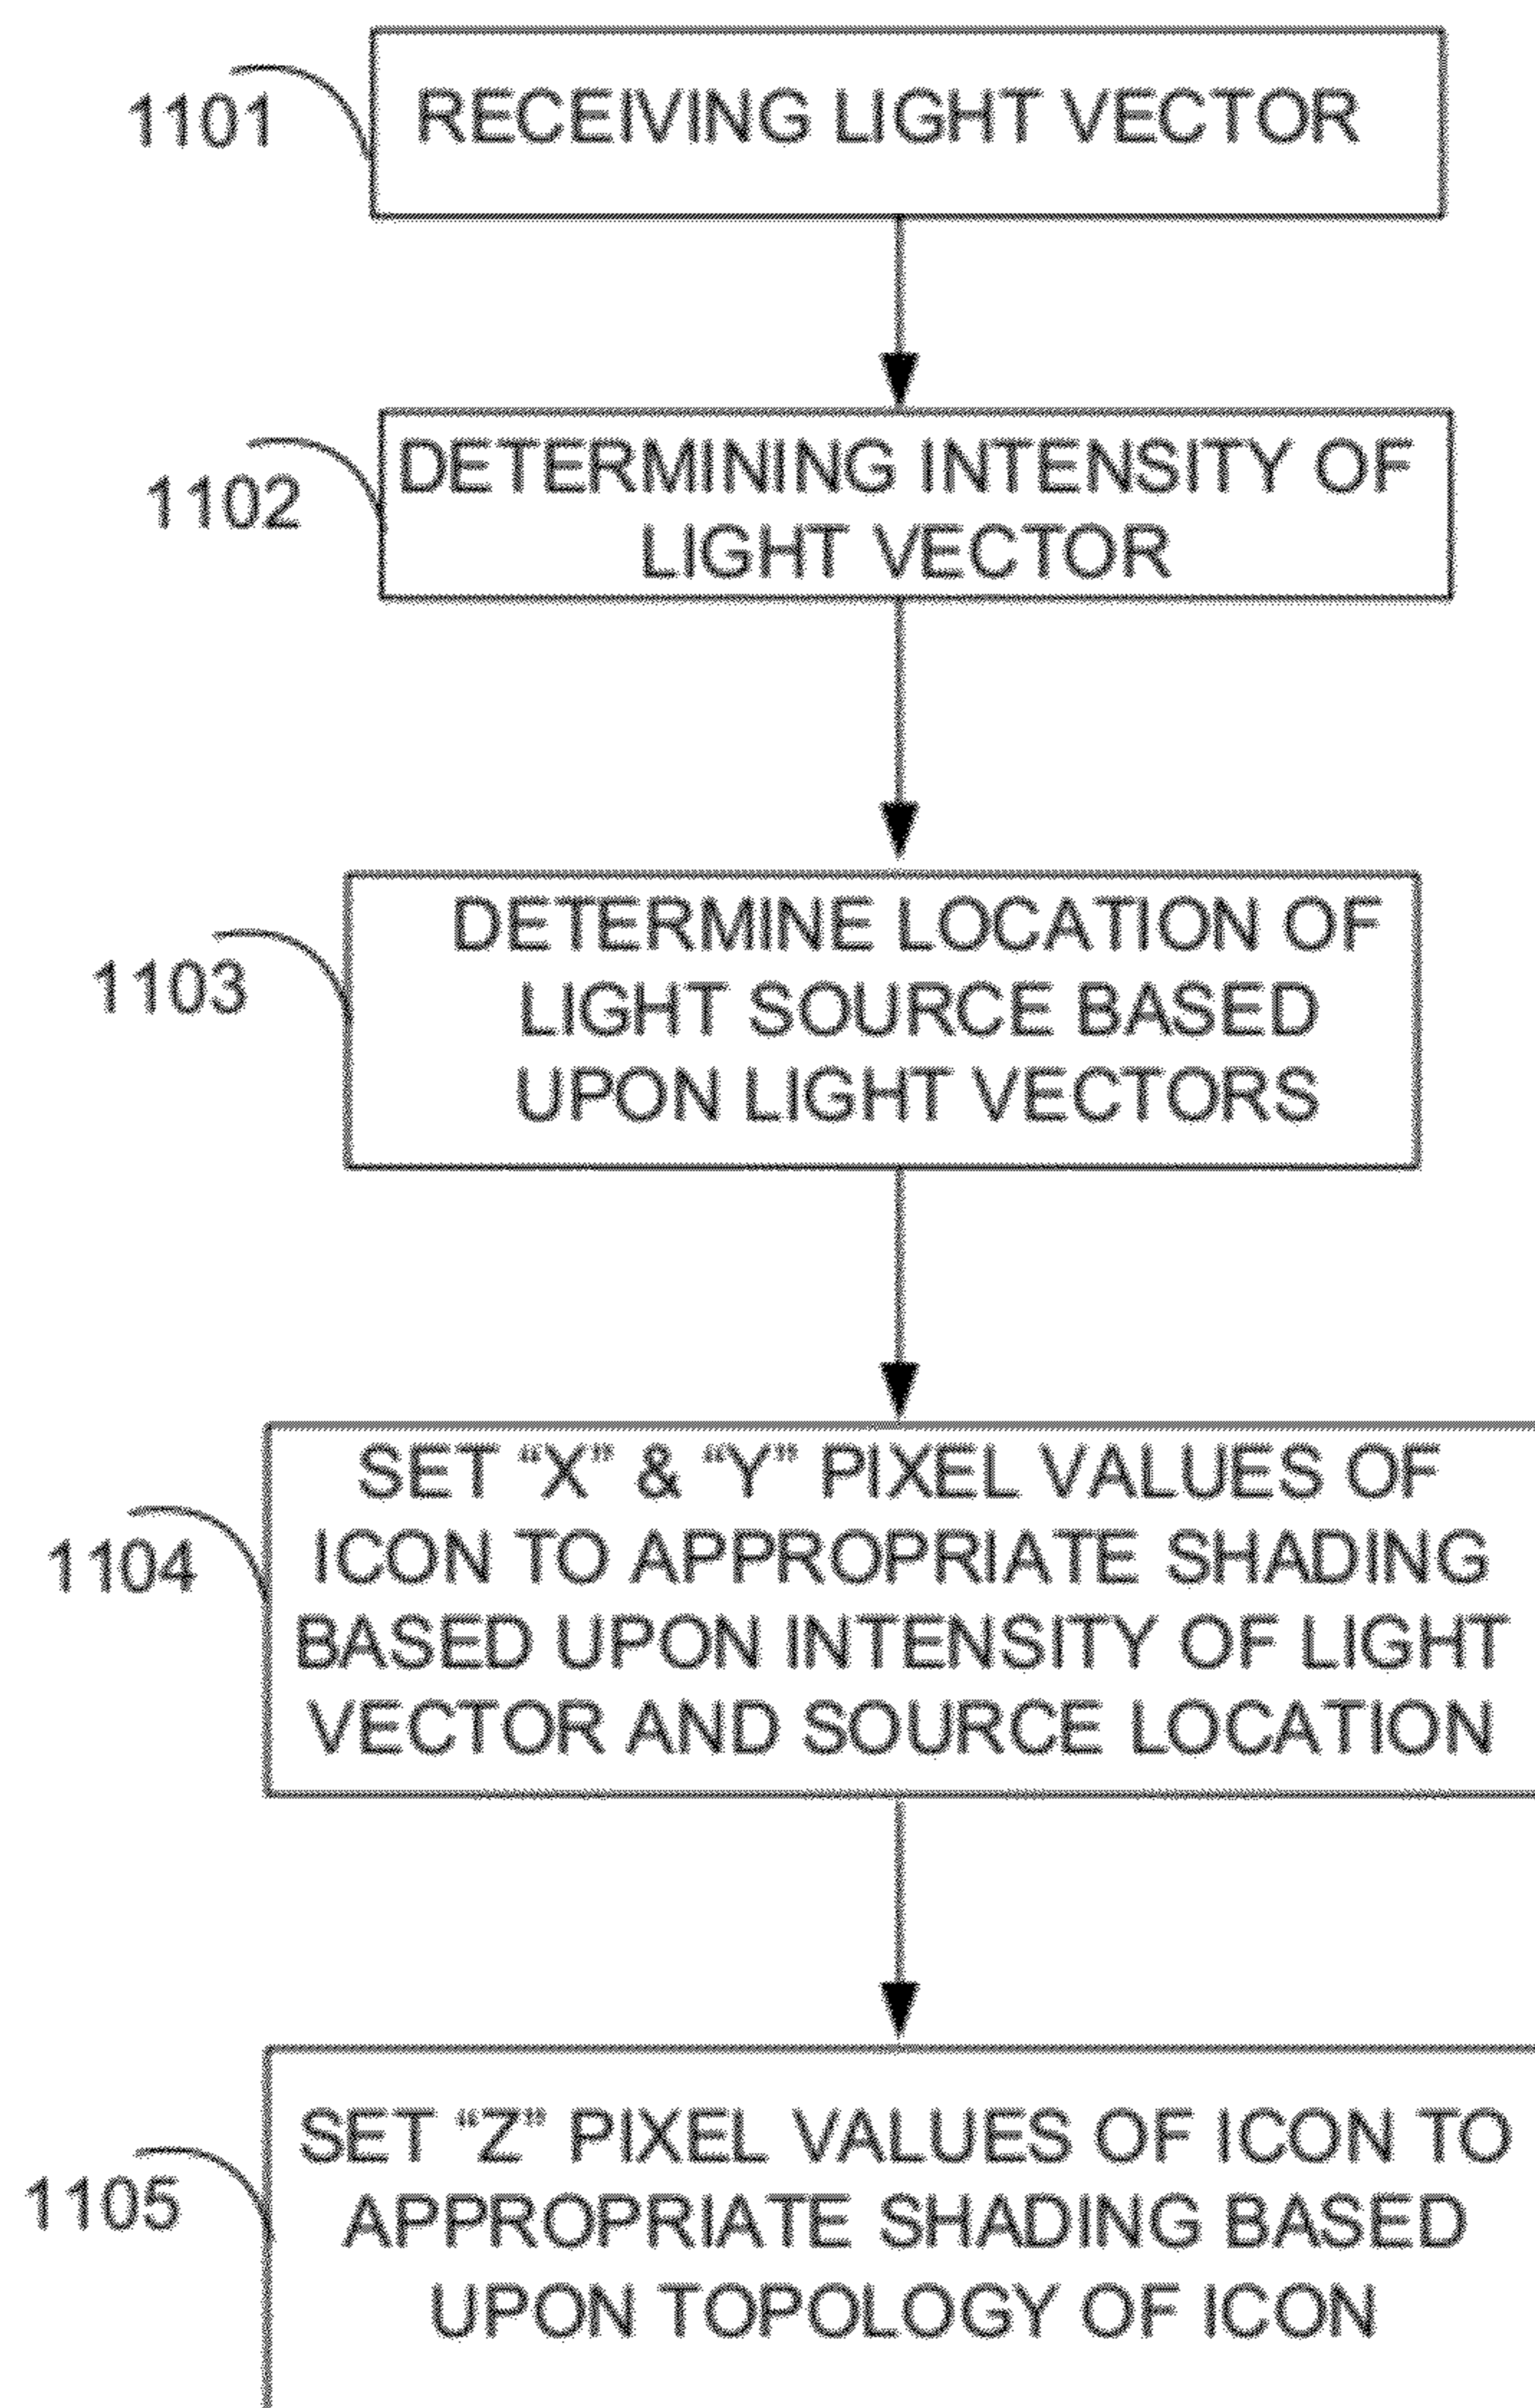 1101
RECEIVING LIGHT VECTOR
1102
DETERMINING INTENSITY OF
LIGHT VECTOR
1103
DETERMINE LOCATION OF
LIGHT SOURCE BASED
UPON LIGHT VECTORS
1104
SET “X” & “Y” PIXEL VALUES OF
ICON TO APPROPRIATE SHADING
BASED UPON INTENSITY OF LIGHT
VECTOR AND SOURCE LOCATION
1105
SET “Z” PIXEL VALUES OF ICON TO
APPROPRIATE SHADING BASED
UPON TOPOLOGY OF ICON